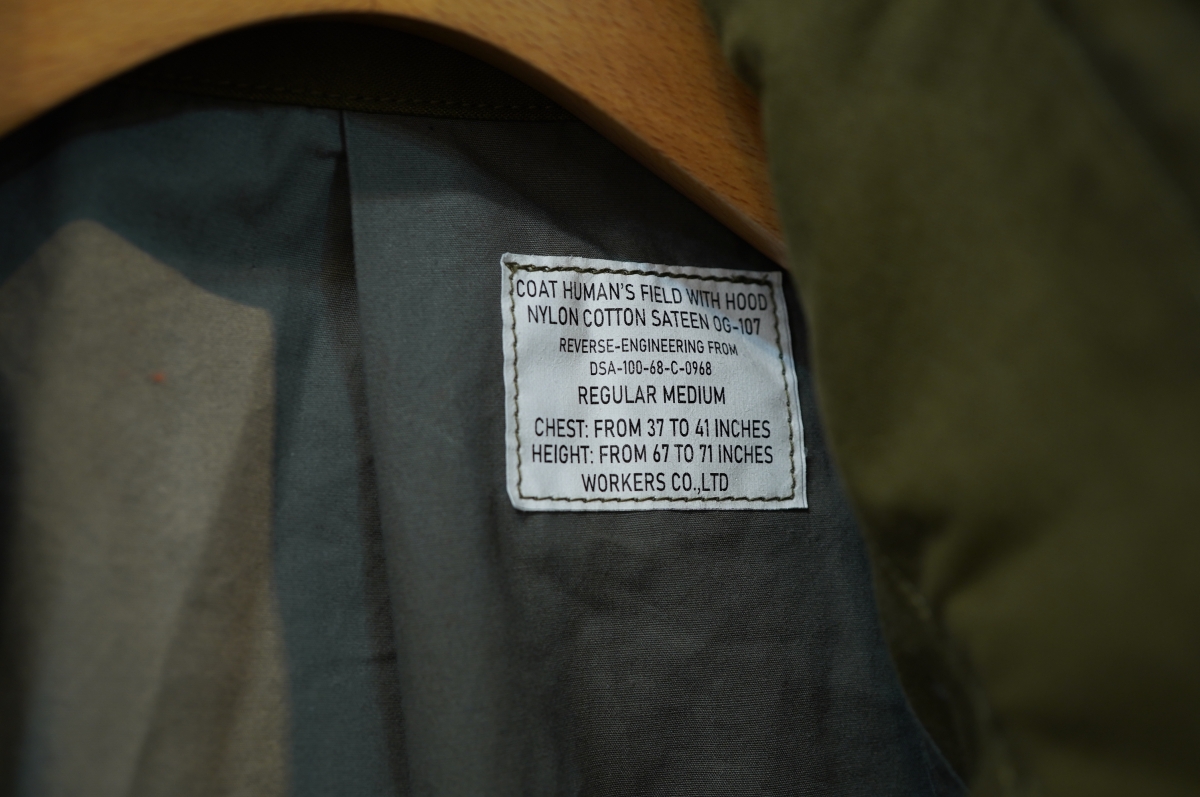 COAT HUMAN'S FIELD WITH HOOD
NYLON COTTON SATEEN OG-107
REVERSE-ENGINEERING FROM
DSA-100-68-C-0968
REGULAR MEDIUM
CHEST: FROM 37 TO 41 INCHES
HEIGHT: FROM 67 TO 71 INCHES
WORKERS CO.,LTD